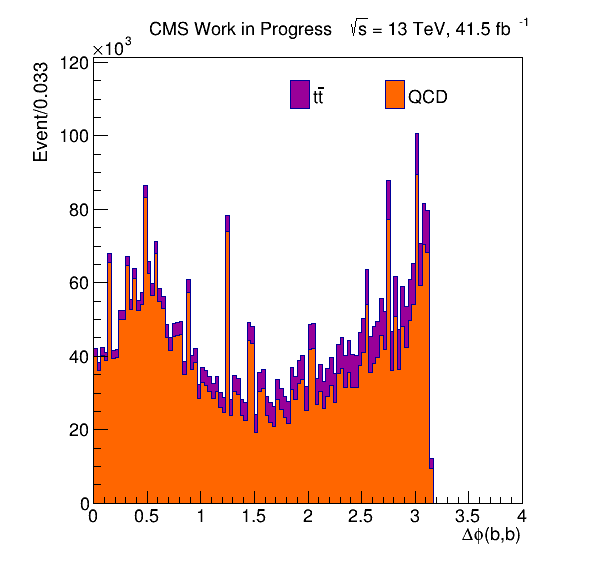 CMS Work in Progress √s = 13 TeV, 41.5 fb⁻¹
×10³
Event/0.033
120
100
80
60
40
20
0
tt̄ QCD
0 0.5 1 1.5 2 2.5 3 3.5 4
Δϕ(b,b)